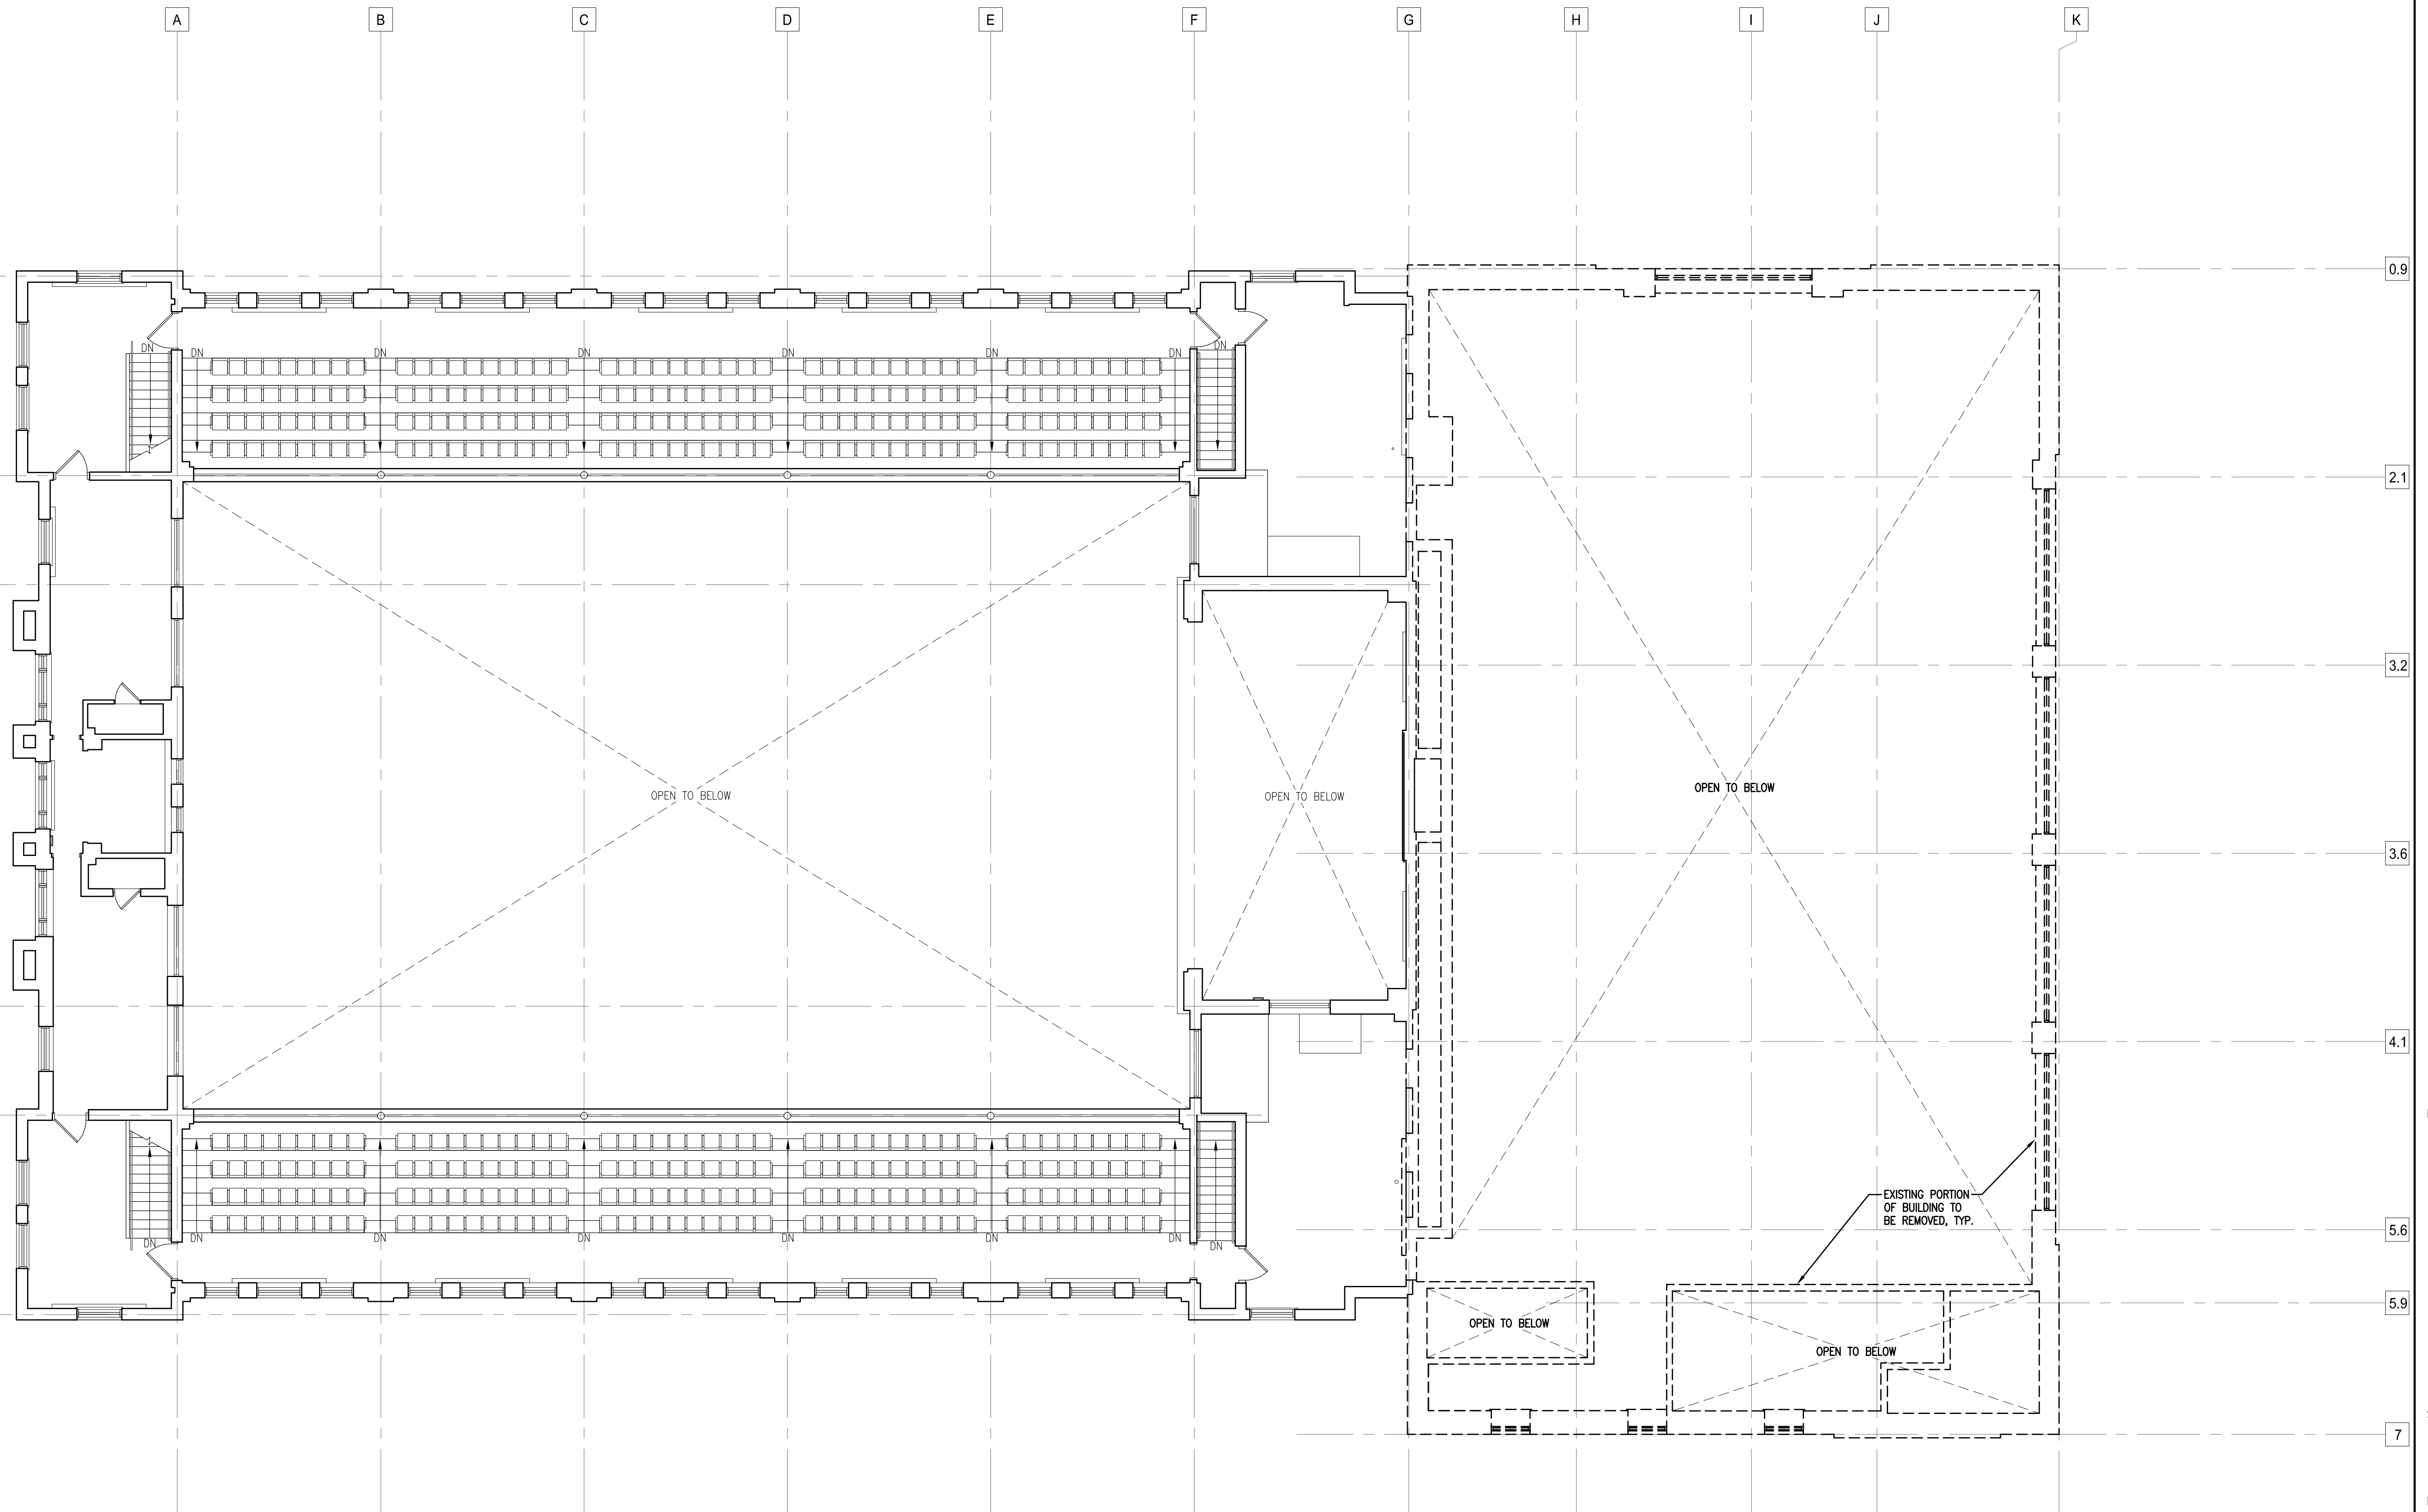 A
B
C
D
E
F
G
H
I
J
K
0.9
DN
DN
DN
DN
DN
DN
DN
DN
2.1
3.2
OPEN TO BELOW
OPEN TO BELOW
OPEN TO BELOW
3.6
4.1
EXISTING PORTION
OF BUILDING TO
BE REMOVED, TYP.
5.6
DN
DN
DN
DN
DN
DN
DN
DN
5.9
OPEN TO BELOW
OPEN TO BELOW
7